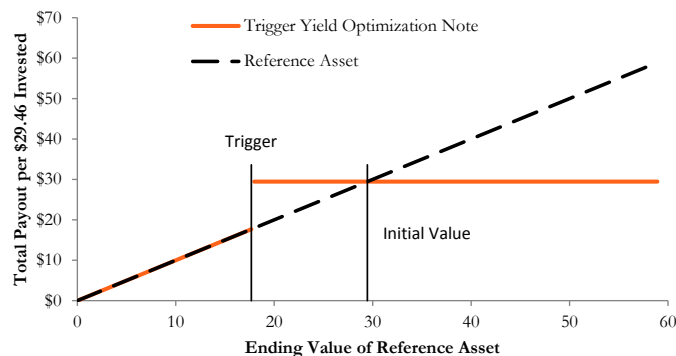 $70
$60
$50
$40
$30
$20
$10
$0
Total Payout per $29.46 Invested
Trigger Yield Optimization Note
Reference Asset
Trigger
Initial Value
0
10
20
30
40
50
60
Ending Value of Reference Asset